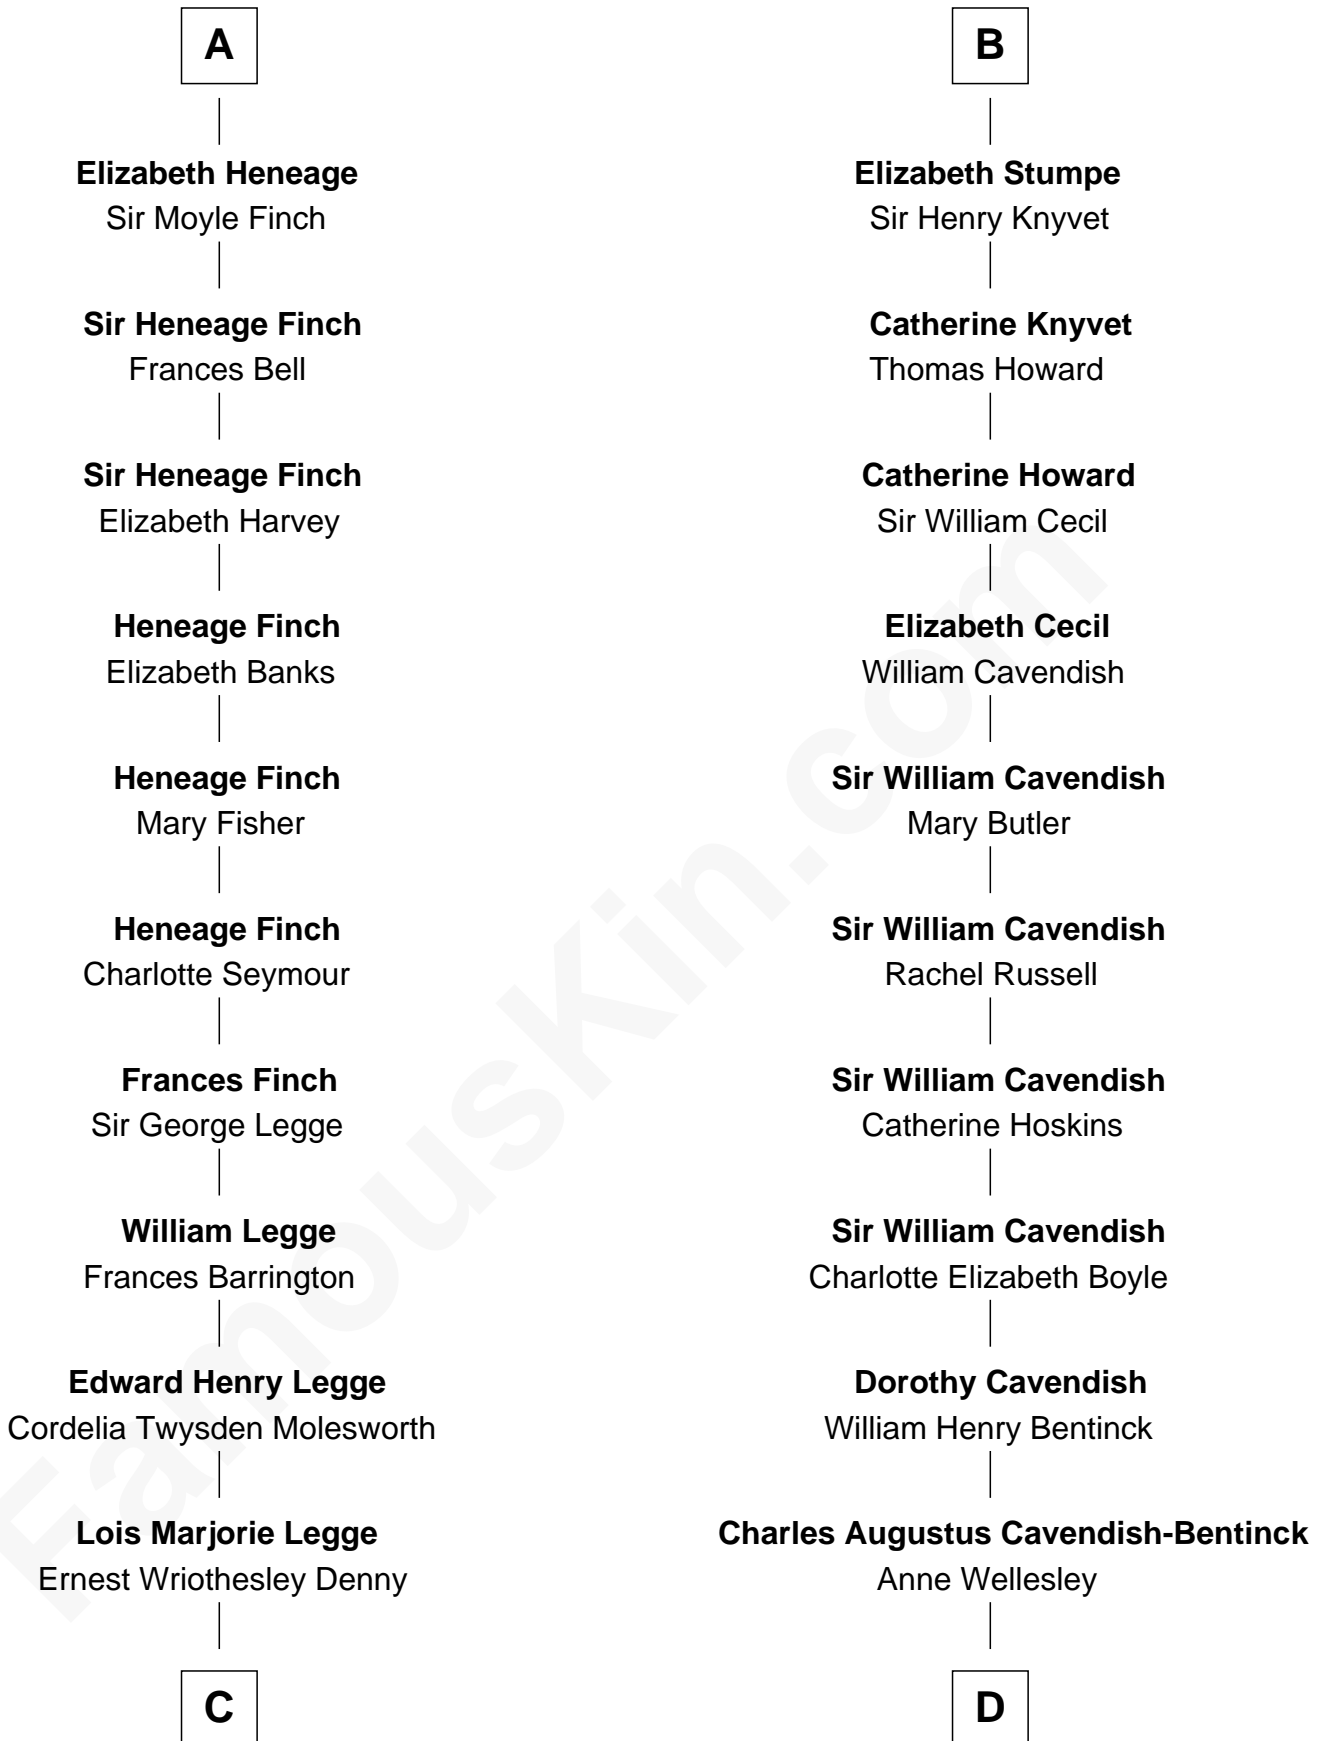 A
Elizabeth Heneage
Sir Moyle Finch
Sir Heneage Finch
Frances Bell
Sir Heneage Finch
Elizabeth Harvey
Heneage Finch
Elizabeth Banks
Heneage Finch
Mary Fisher
Heneage Finch
Charlotte Seymour
Frances Finch
Sir George Legge
William Legge
Frances Barrington
Edward Henry Legge
Cordelia Twysden Molesworth
Lois Marjorie Legge
Ernest Wriothesley Denny
C
B
Elizabeth Stumpe
Sir Henry Knyvet
Catherine Knyvet
Thomas Howard
Catherine Howard
Sir William Cecil
Elizabeth Cecil
William Cavendish
Sir William Cavendish
Mary Butler
Sir William Cavendish
Rachel Russell
Sir William Cavendish
Catherine Hoskins
Sir William Cavendish
Charlotte Elizabeth Boyle
Dorothy Cavendish
William Henry Bentinck
Charles Augustus Cavendish-Bentinck
Anne Wellesley
D
FamousKin.com